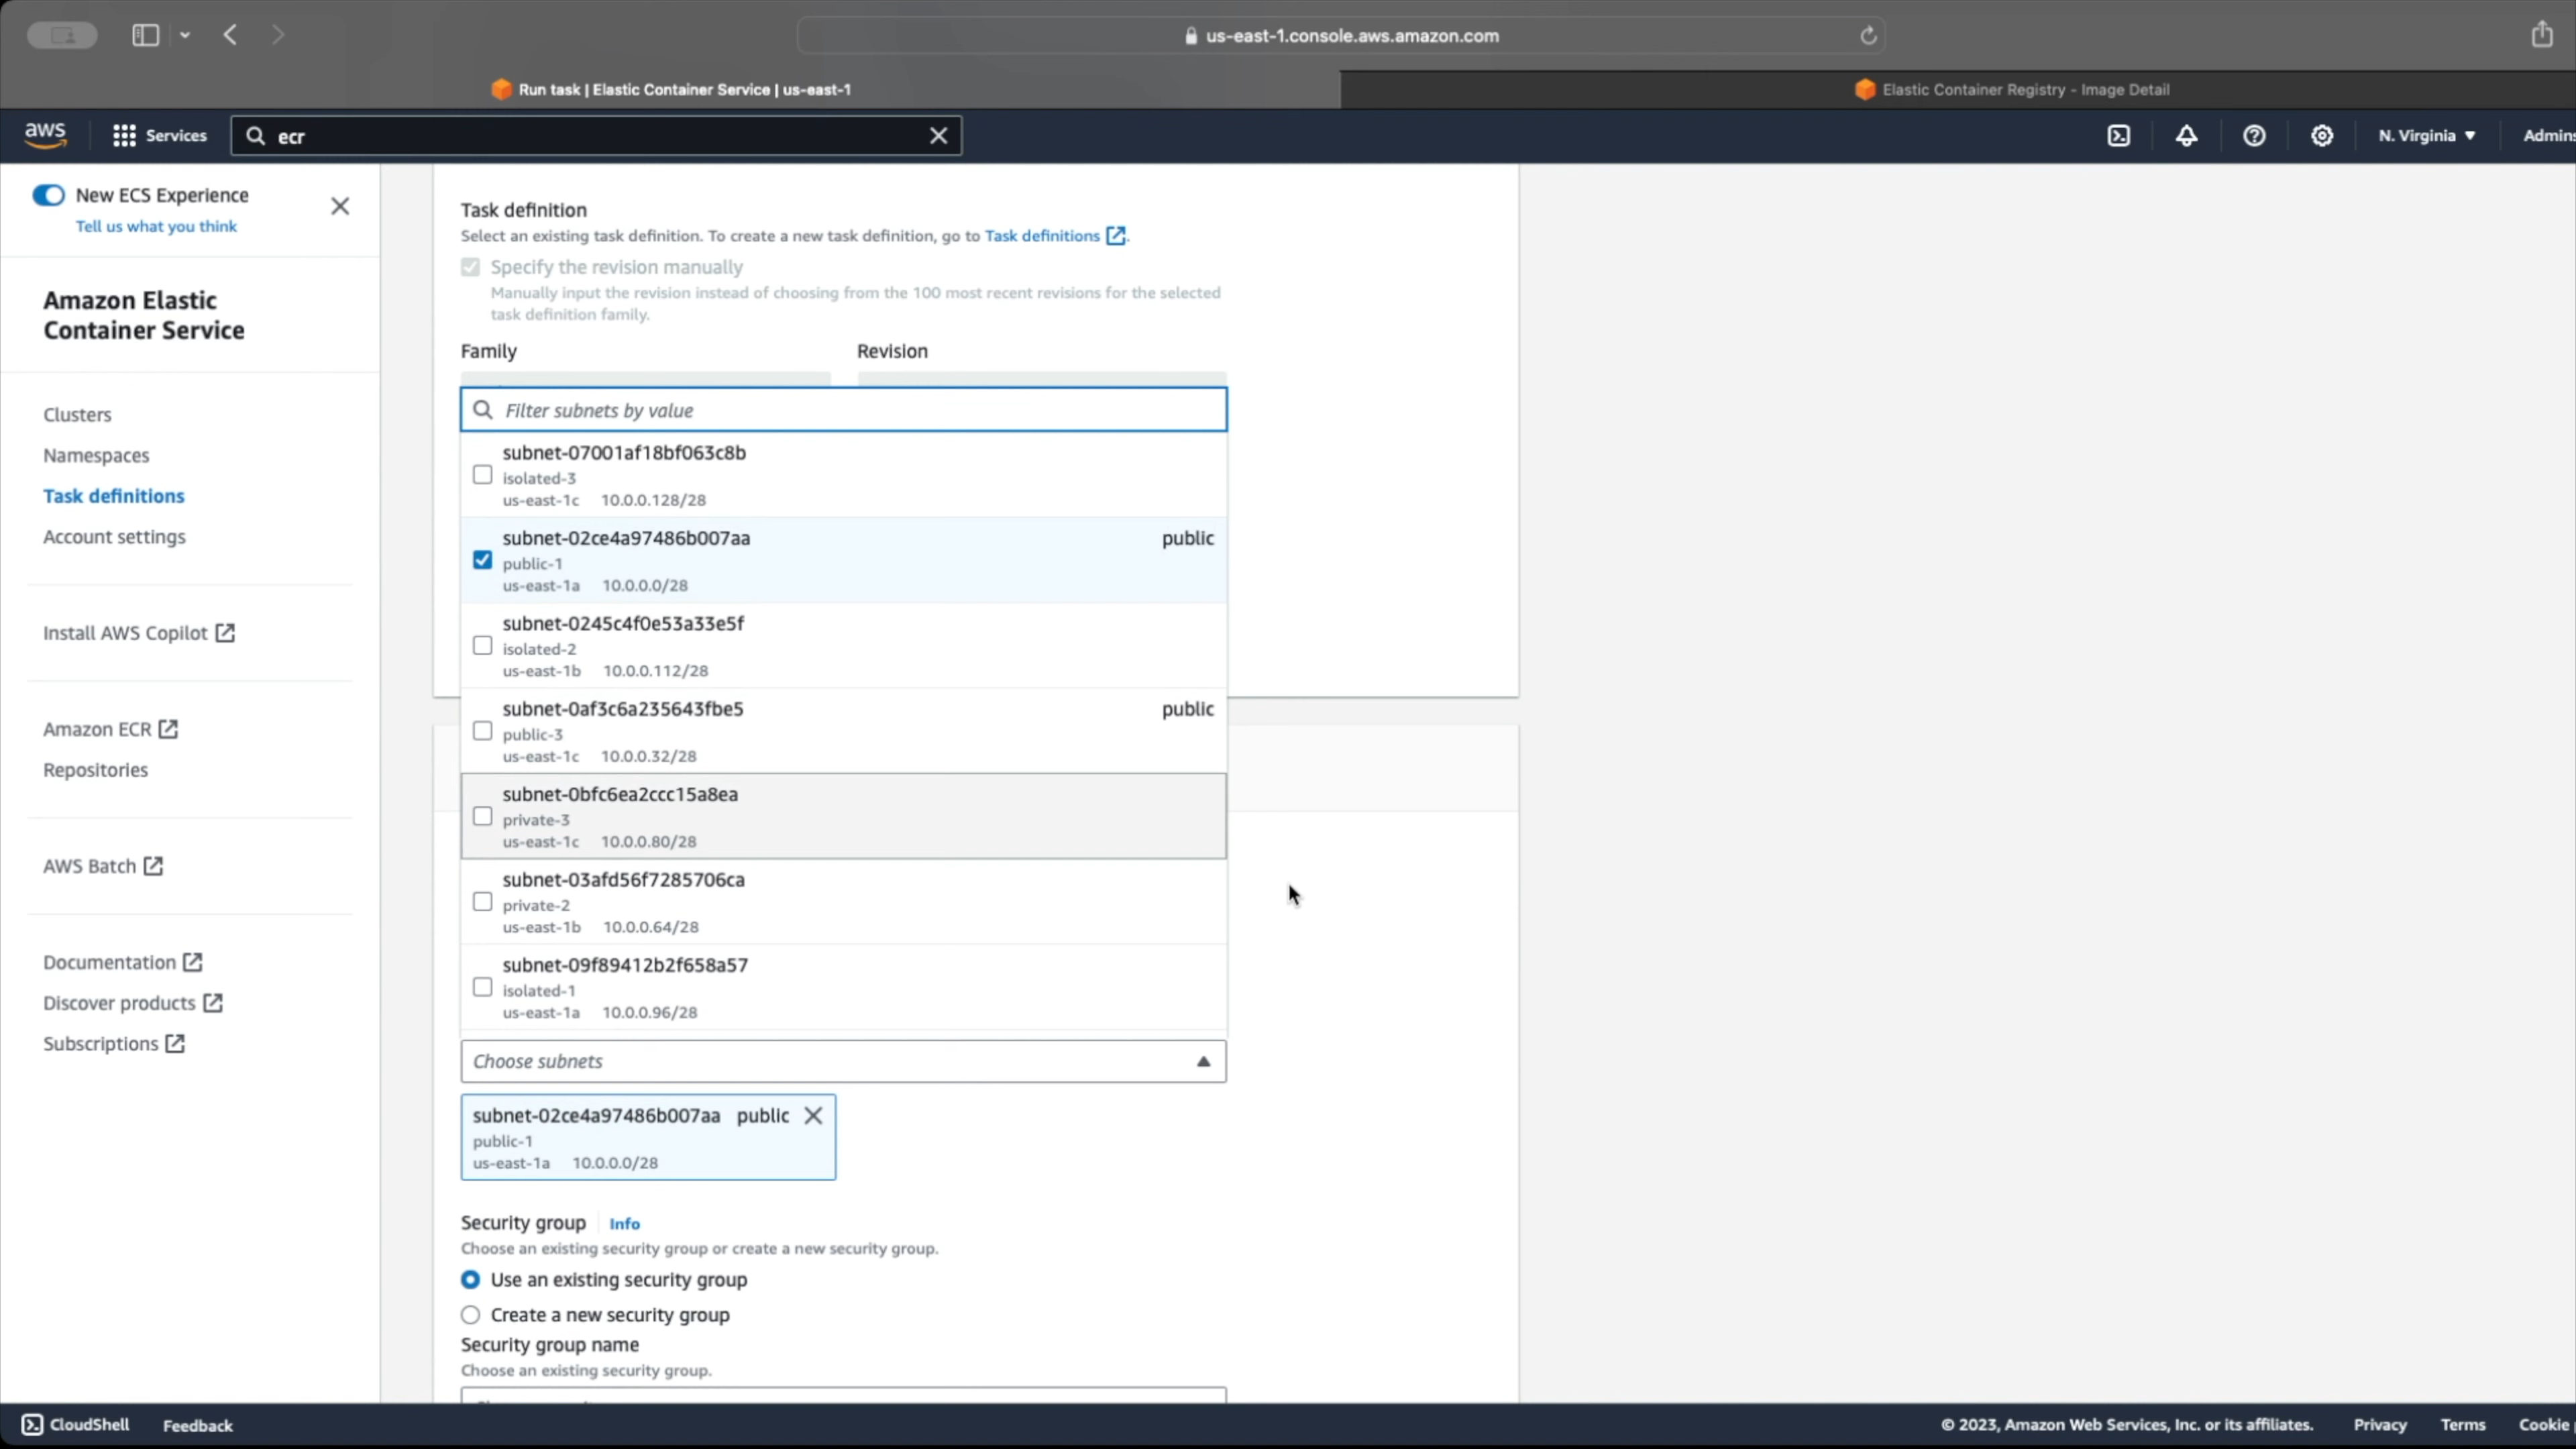 us-east-1.console.aws.amazon.com
Run task | Elastic Container Service | us-east-1
Elastic Container Registry - Image Detail
aws
Services
ecr
N. Virginia
Admins
New ECS Experience
Tell us what you think
Amazon Elastic
Container Service
Clusters
Namespaces
Task definitions
Account settings
Install AWS Copilot
Amazon ECR
Repositories
AWS Batch
Documentation
Discover products
Subscriptions
Task definition
Select an existing task definition. To create a new task definition, go to Task definitions .
Specify the revision manually
Manually input the revision instead of choosing from the 100 most recent revisions for the selected
task definition family.
Family Revision
Filter subnets by value
subnet-07001af18bf063c8b
isolated-3
us-east-1c 10.0.0.128/28
subnet-02ce4a97486b007aa public
public-1
us-east-1a 10.0.0.0/28
subnet-0245c4f0e53a33e5f
isolated-2
us-east-1b 10.0.0.112/28
subnet-0af3c6a235643fbe5 public
public-3
us-east-1c 10.0.0.32/28
subnet-0bfc6ea2ccc15a8ea
private-3
us-east-1c 10.0.0.80/28
subnet-03afd56f7285706ca
private-2
us-east-1b 10.0.0.64/28
subnet-09f89412b2f658a57
isolated-1
us-east-1a 10.0.0.96/28
Choose subnets
subnet-02ce4a97486b007aa public
public-1
us-east-1a 10.0.0.0/28
Security group Info
Choose an existing security group or create a new security group.
Use an existing security group
Create a new security group
Security group name
Choose an existing security group.
CloudShell Feedback
© 2023, Amazon Web Services, Inc. or its affiliates. Privacy Terms Cookie